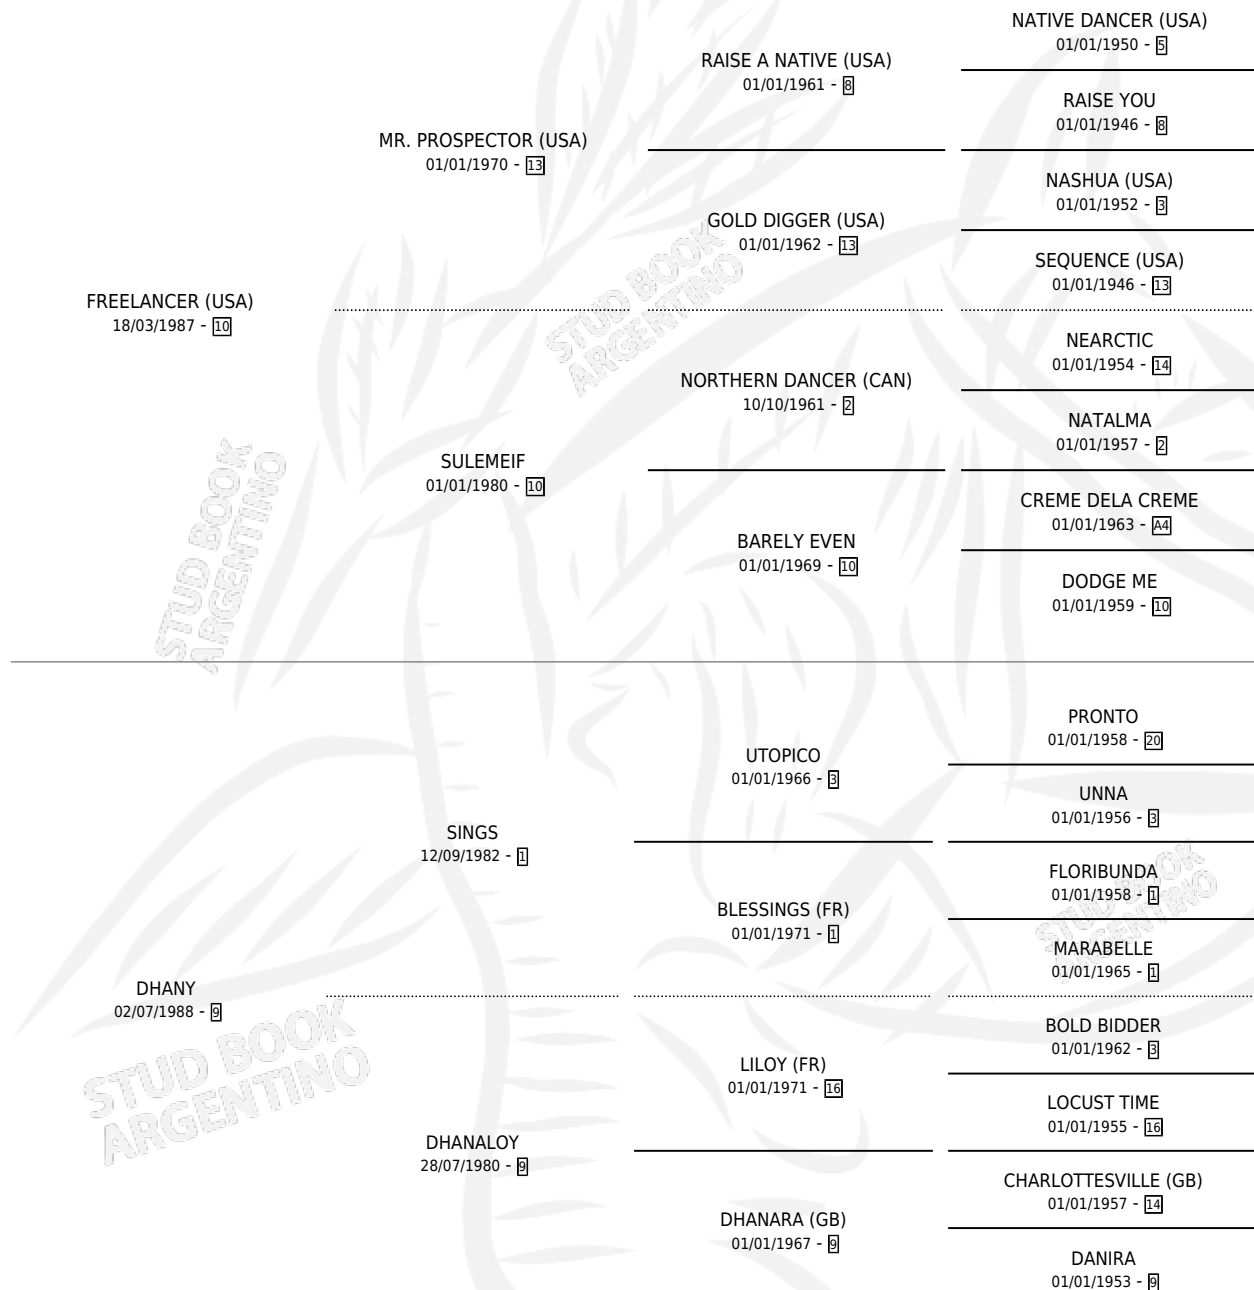 NATIVE DANCER (USA)
01/01/1950 - 5
RAISE A NATIVE (USA)
01/01/1961 - 8
RAISE YOU
01/01/1946 - 8
MR. PROSPECTOR (USA)
01/01/1970 - 13
NASHUA (USA)
01/01/1952 - 3
GOLD DIGGER (USA)
01/01/1962 - 13
SEQUENCE (USA)
01/01/1946 - 13
FREELANCER (USA)
18/03/1987 - 10
NEARCTIC
01/01/1954 - 14
NORTHERN DANCER (CAN)
10/10/1961 - 2
NATALMA
01/01/1957 - 2
SULEMEIF
01/01/1980 - 10
CREME DELA CREME
01/01/1963 - A4
BARELY EVEN
01/01/1969 - 10
DODGE ME
01/01/1959 - 10
PRONTO
01/01/1958 - 20
UTOPICO
01/01/1966 - 3
UNNA
01/01/1956 - 3
SINGS
12/09/1982 - 1
FLORIBUNDA
01/01/1958 - 1
BLESSINGS (FR)
01/01/1971 - 1
MARABELLE
01/01/1965 - 1
DHANY
02/07/1988 - 9
BOLD BIDDER
01/01/1962 - 3
LILOY (FR)
01/01/1971 - 16
LOCUST TIME
01/01/1955 - 16
DHANALOY
28/07/1980 - 9
CHARLOTTESVILLE (GB)
01/01/1957 - 14
DHANARA (GB)
01/01/1967 - 9
DANIRA
01/01/1953 - 9
STUD BOOK
ARGENTINO
STUD BOOK
ARGENTINO
STUD BOOK
ARGENTINO
STUD BOOK
ARGENTINO